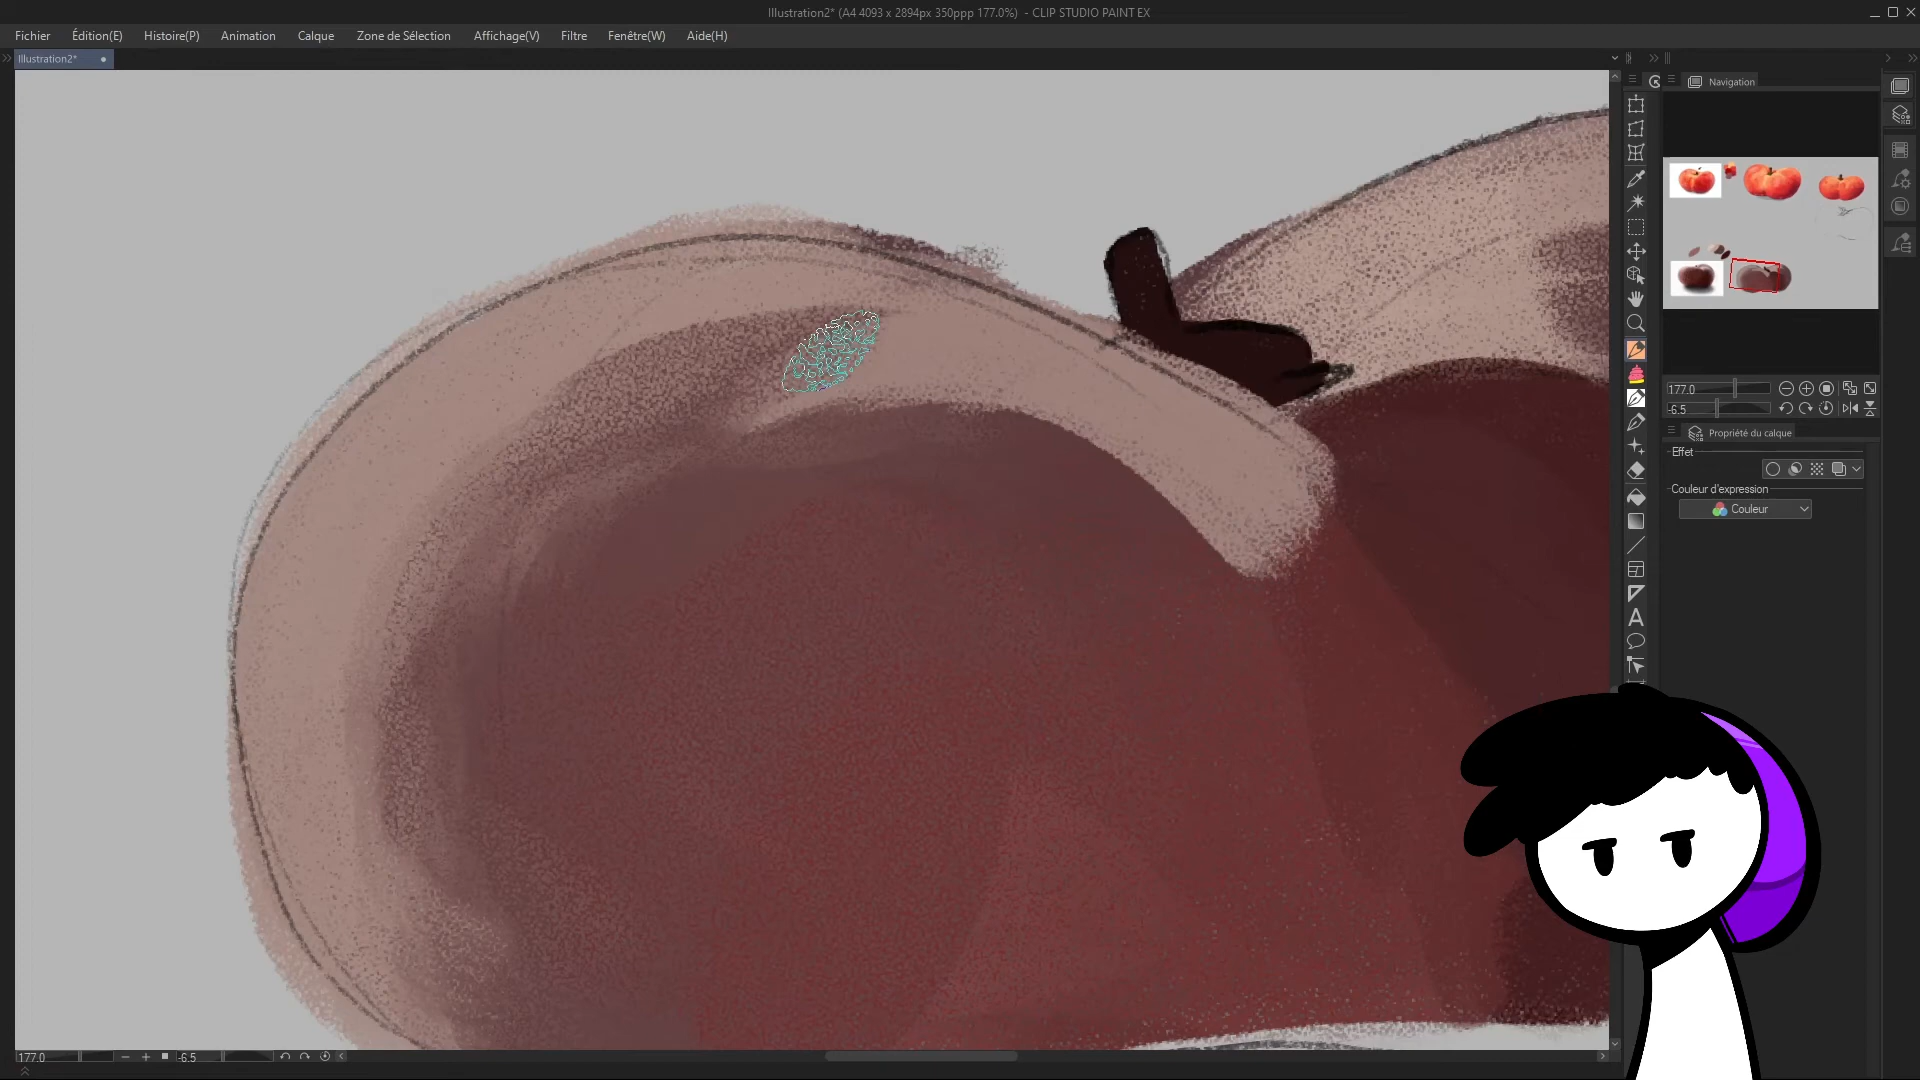 Illustration2* (A4 4093 x 2894px 350ppp 177.0%) - CLIP STUDIO PAINT EX
Fichier Édition(E) Histoire(P) Animation Calque Zone de Sélection Affichage(V) Filtre Fenêtre(W) Aide(H)
Illustration2*
Navigation
177.0
-6.5
Propriété du calque
Effet
Couleur d'expression
Couleur
177.0 -6.5